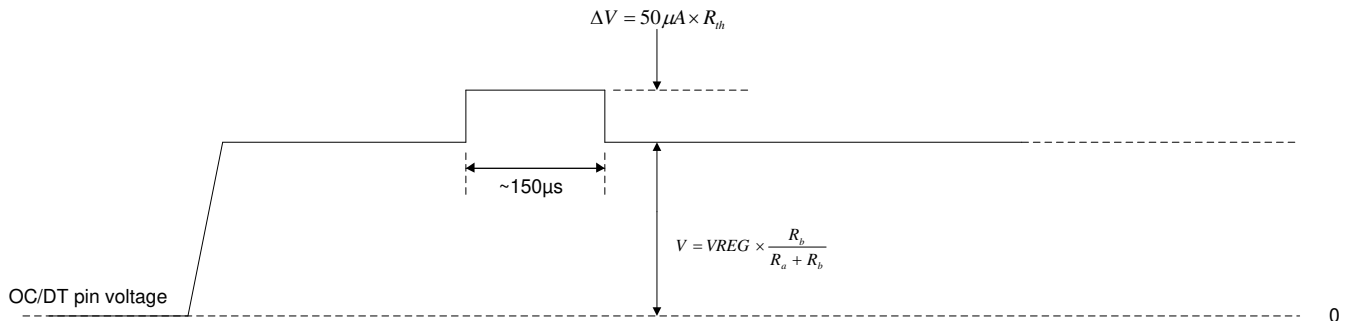 ΔV = 50μA × R_th
~150µs
V = VREG × R_b / (R_a + R_b)
OC/DT pin voltage
0